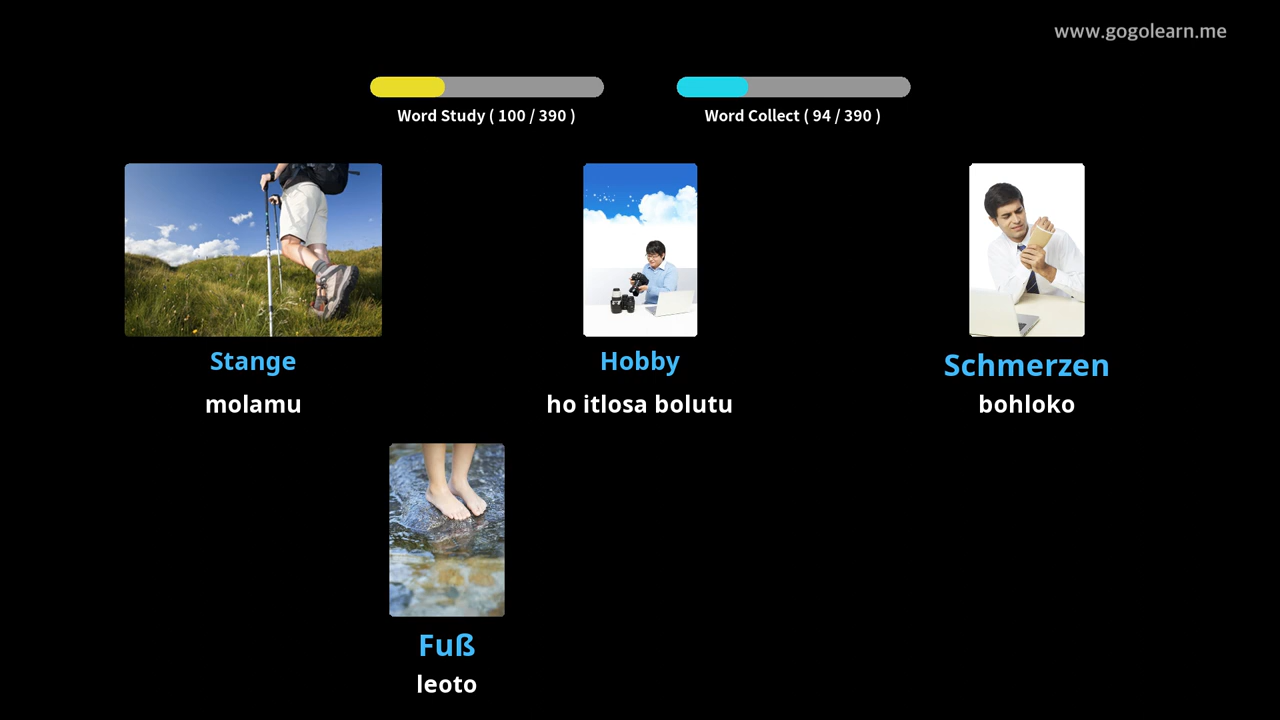 www.gogolearn.me
Word Study ( 100 / 390 )
Word Collect ( 94 / 390 )
Stange
molamu
Hobby
ho itlosa bolutu
Schmerzen
bohloko
Fuß
leoto